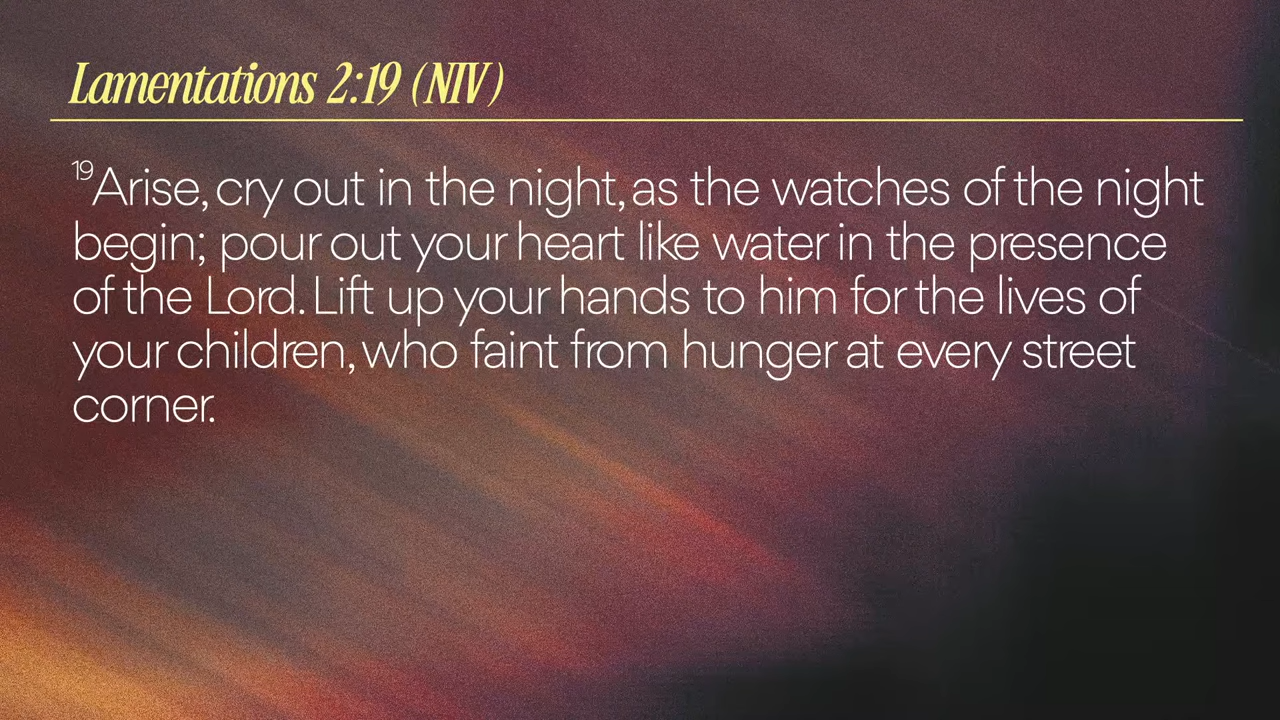 Lamentations 2:19 (NIV)
19Arise, cry out in the night, as the watches of the night
begin; pour out your heart like water in the presence
of the Lord. Lift up your hands to him for the lives of
your children, who faint from hunger at every street
corner.